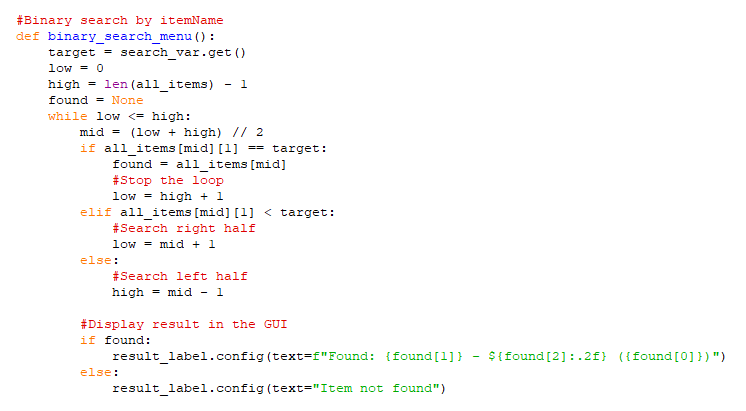 #Binary search by itemName
def binary_search_menu():
    target = search_var.get()
    low = 0
    high = len(all_items) - 1
    found = None
    while low <= high:
        mid = (low + high) // 2
        if all_items[mid][1] == target:
            found = all_items[mid]
            #Stop the loop
            low = high + 1
        elif all_items[mid][1] < target:
            #Search right half
            low = mid + 1
        else:
            #Search left half
            high = mid - 1

        #Display result in the GUI
        if found:
            result_label.config(text=f"Found: {found[1]} - ${found[2]:.2f} ({found[0]})")
        else:
            result_label.config(text="Item not found")